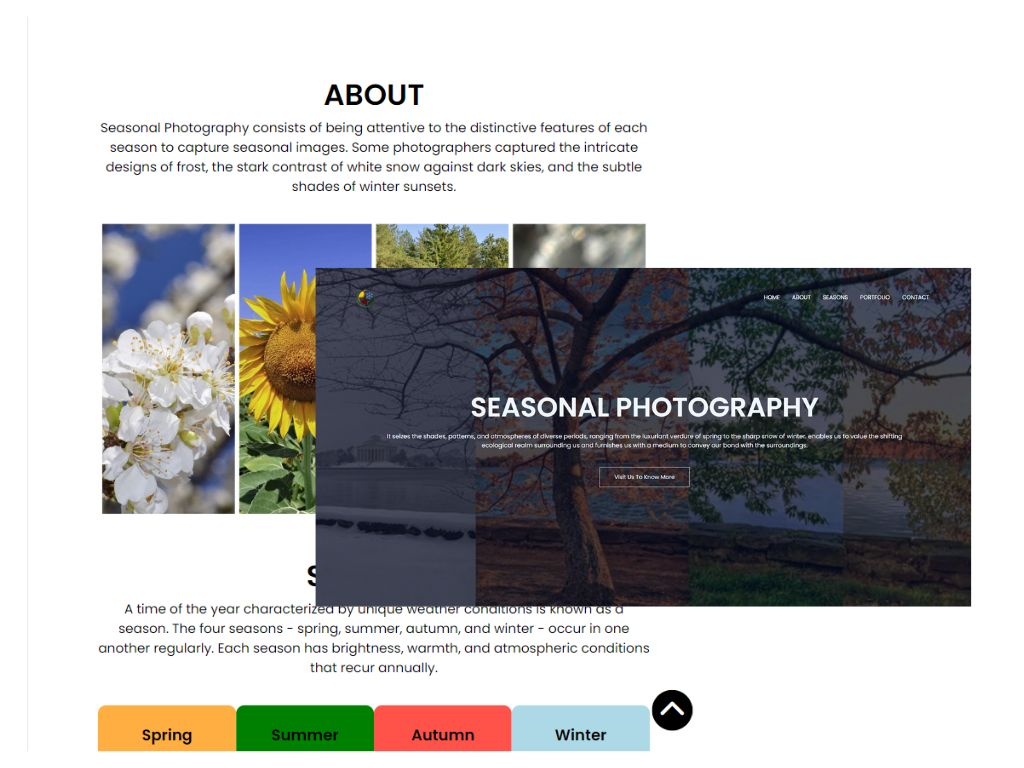 ABOUT
Seasonal Photography consists of being attentive to the distinctive features of each
season to capture seasonal images. Some photographers captured the intricate
designs of frost, the stark contrast of white snow against dark skies, and the subtle
shades of winter sunsets.
HOME ABOUT SEASONS PORTFOLIO CONTACT
SEASONAL PHOTOGRAPHY
It seizes the shades, patterns, and atmospheres of diverse periods, ranging from the luxuriant verdure of spring to the sharp snow of winter, enables us to value the shifting
ecological realm surrounding us and furnishes us with a medium to convey our bond with the surroundings.
Visit Us To Know More
A time of the year characterized by unique weather conditions is known as a
season. The four seasons - spring, summer, autumn, and winter - occur in one
another regularly. Each season has brightness, warmth, and atmospheric conditions
that recur annually.
Spring Summer Autumn Winter